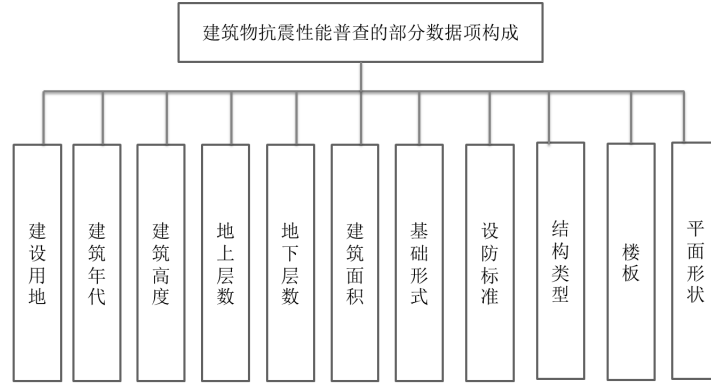 建筑物抗震性能普查的部分数据项构成
建设用地
建筑年代
建筑高度
地上层数
地下层数
建筑面积
基础形式
设防标准
结构类型
楼板
平面形状